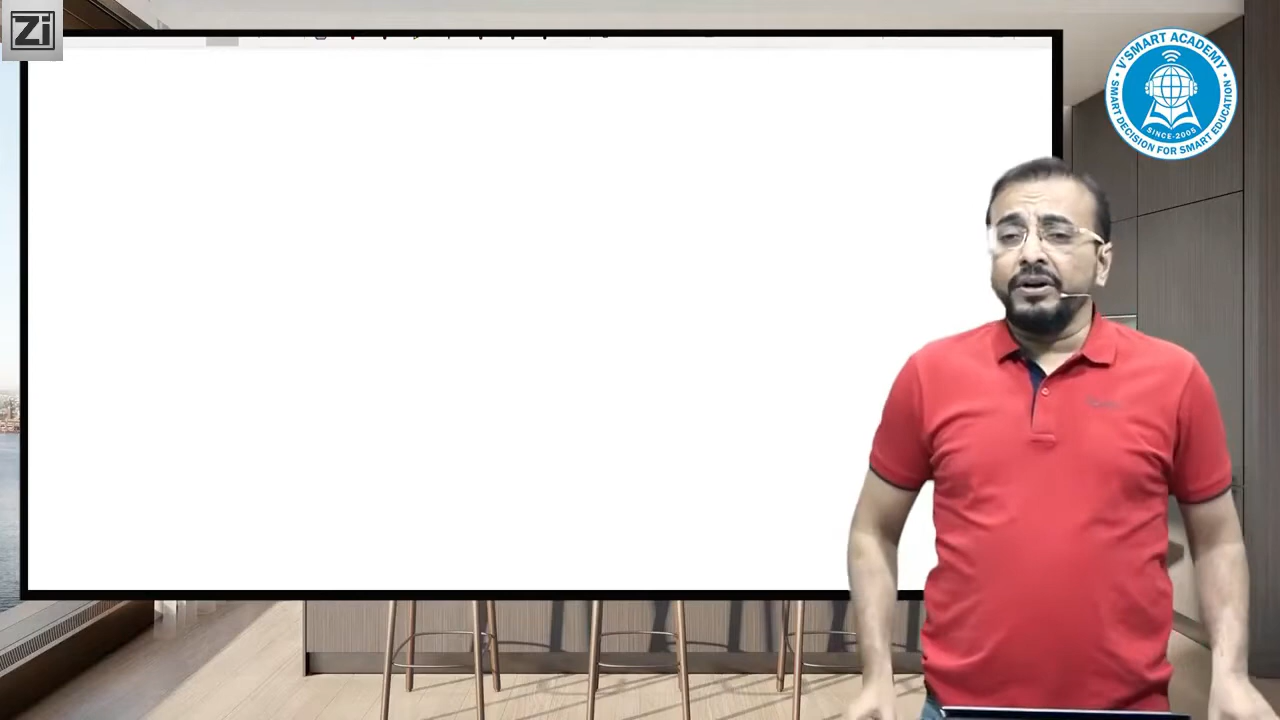 Zi
V'SMART ACADEMY
SMART DECISION FOR SMART EDUCATION
SINCE-2005